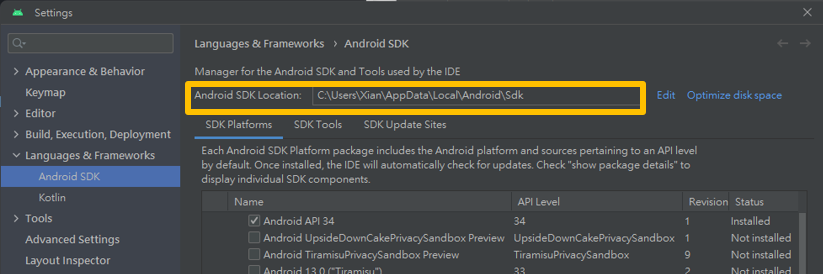 Settings
Languages & Frameworks > Android SDK
Appearance & Behavior
Keymap
Editor
Build, Execution, Deployment
Languages & Frameworks
Android SDK
Kotlin
Tools
Advanced Settings
Layout Inspector
Manager for the Android SDK and Tools used by the IDE
Android SDK Location: C:\Users\Xian\AppData\Local\Android\Sdk Edit Optimize disk space
SDK Platforms SDK Tools SDK Update Sites
Each Android SDK Platform package includes the Android platform and sources pertaining to an API level
by default. Once installed, the IDE will automatically check for updates. Check "show package details" to
display individual SDK components.
Name API Level Revision Status
Android API 34 34 1 Installed
Android UpsideDownCakePrivacySandbox Preview UpsideDownCakePrivacySandbox 1 Not installed
Android TiramisuPrivacySandbox Preview TiramisuPrivacySandbox 9 Not installed
Android 13.0 ("Tiramisu") 33 2 Not installed